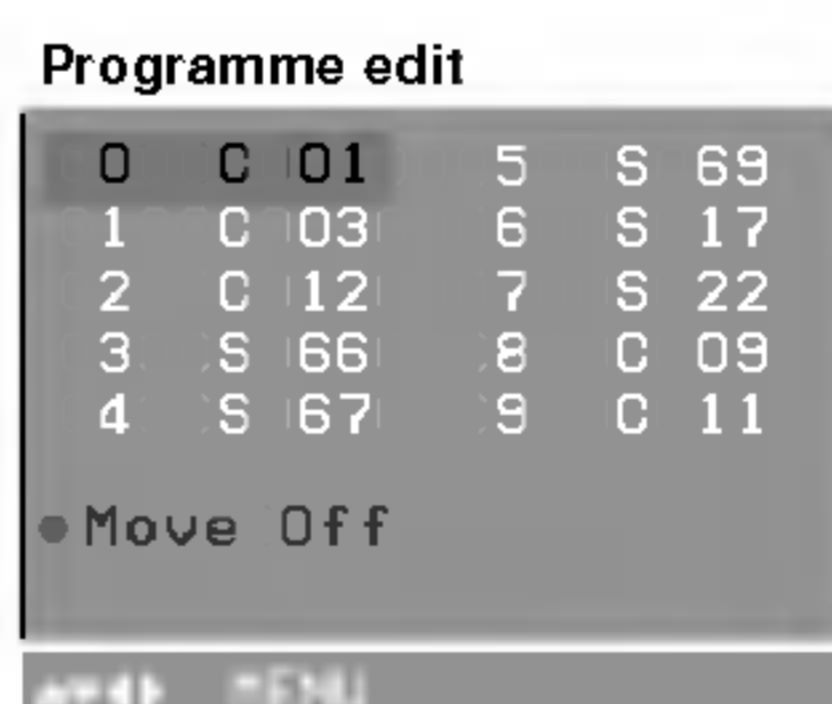 Programme edit
0 C 01 5 S 69
1 C 03 6 S 17
2 C 12 7 S 22
3 S 66 8 C 09
4 S 67 9 C 11
Move Off
MENU